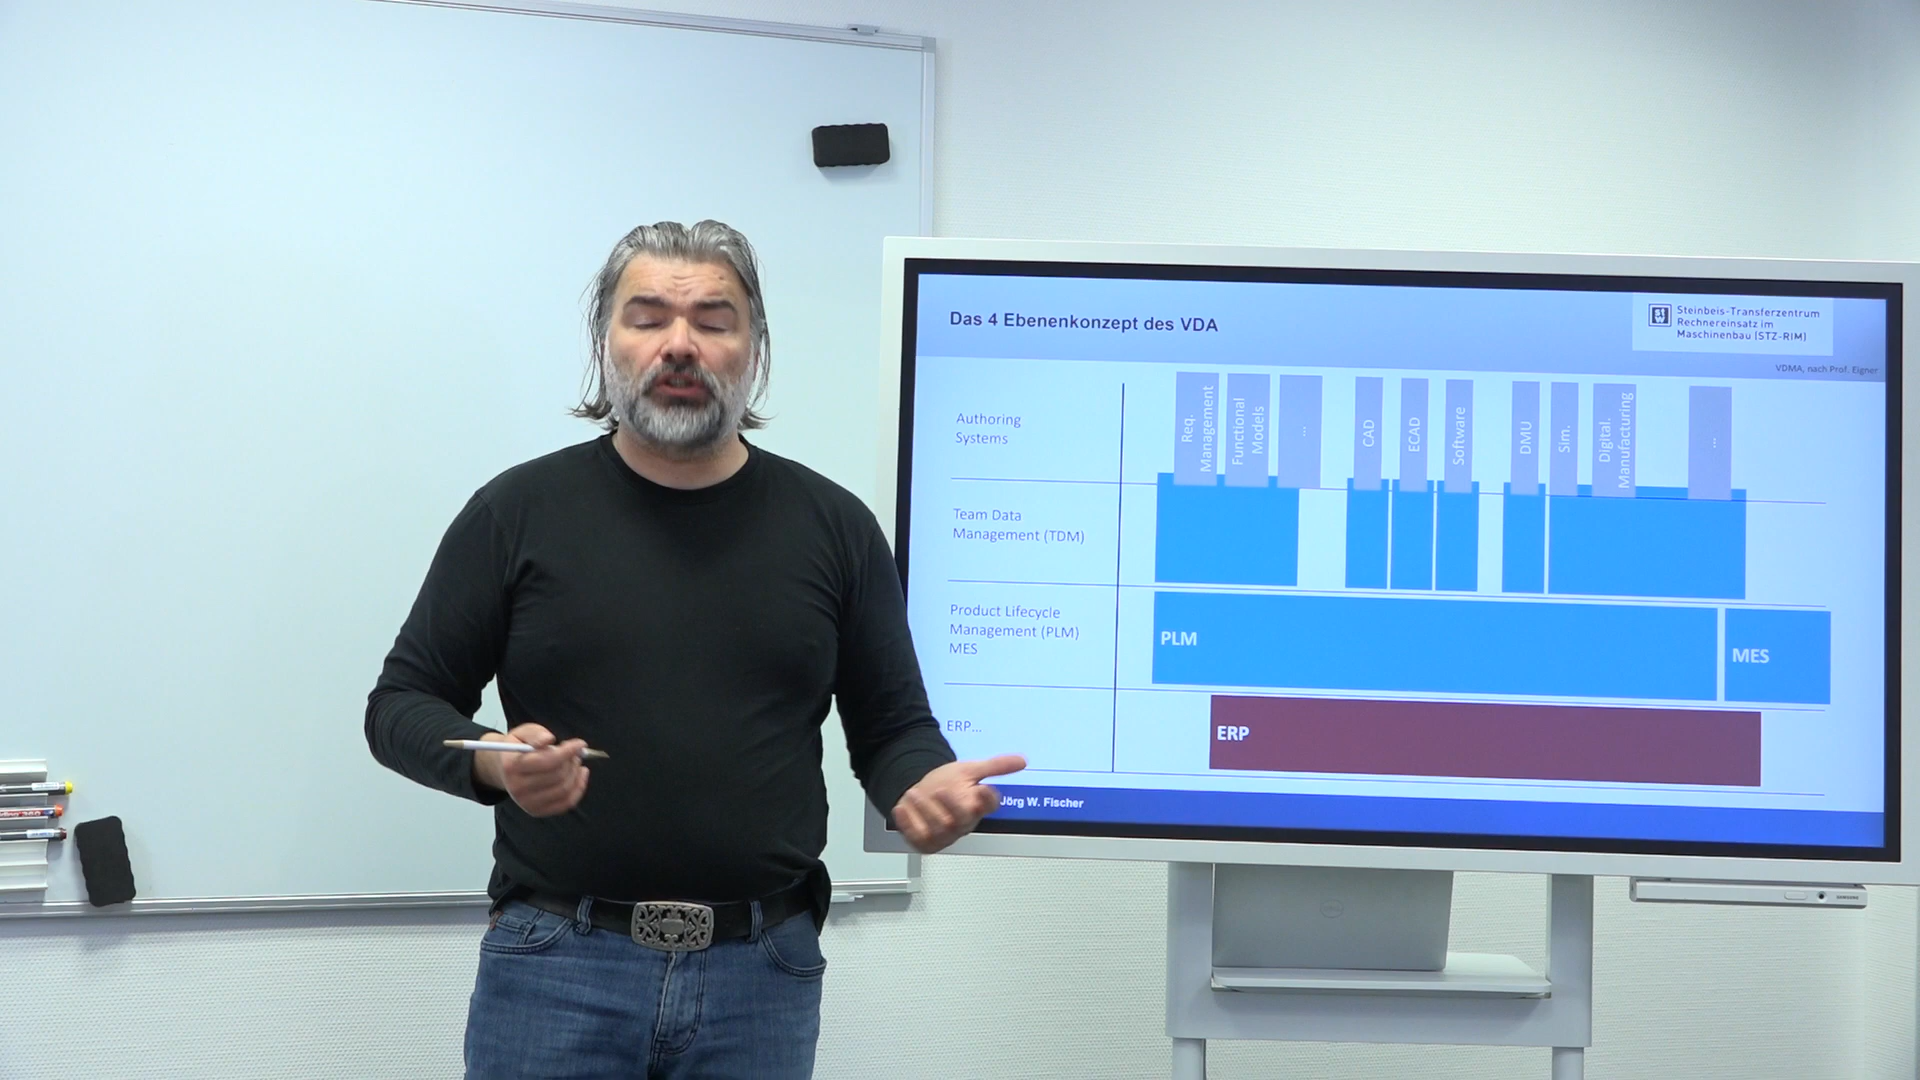 Das 4 Ebenenkonzept des VDA
Steinbeis-Transferzentrum
Rechnereinsatz im
Maschinenbau (STZ-RIM)
VDMA, nach Prof. Eigner
Authoring
Systems
Req.
Management
Functional
Models
...
CAD
ECAD
Software
DMU
Sim.
Digital.
Manufacturing
...
Team Data
Management (TDM)
Product Lifecycle
Management (PLM)
MES
PLM
MES
ERP...
ERP
Jörg W. Fischer
DELL
SAMSUNG